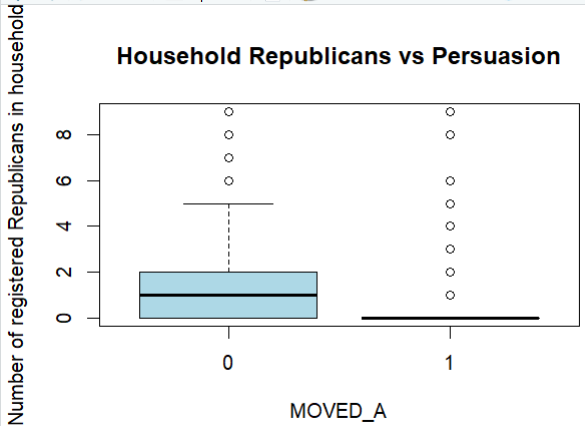 Household Republicans vs Persuasion
Number of registered Republicans in household
8
6
4
2
0
0 1
MOVED_A